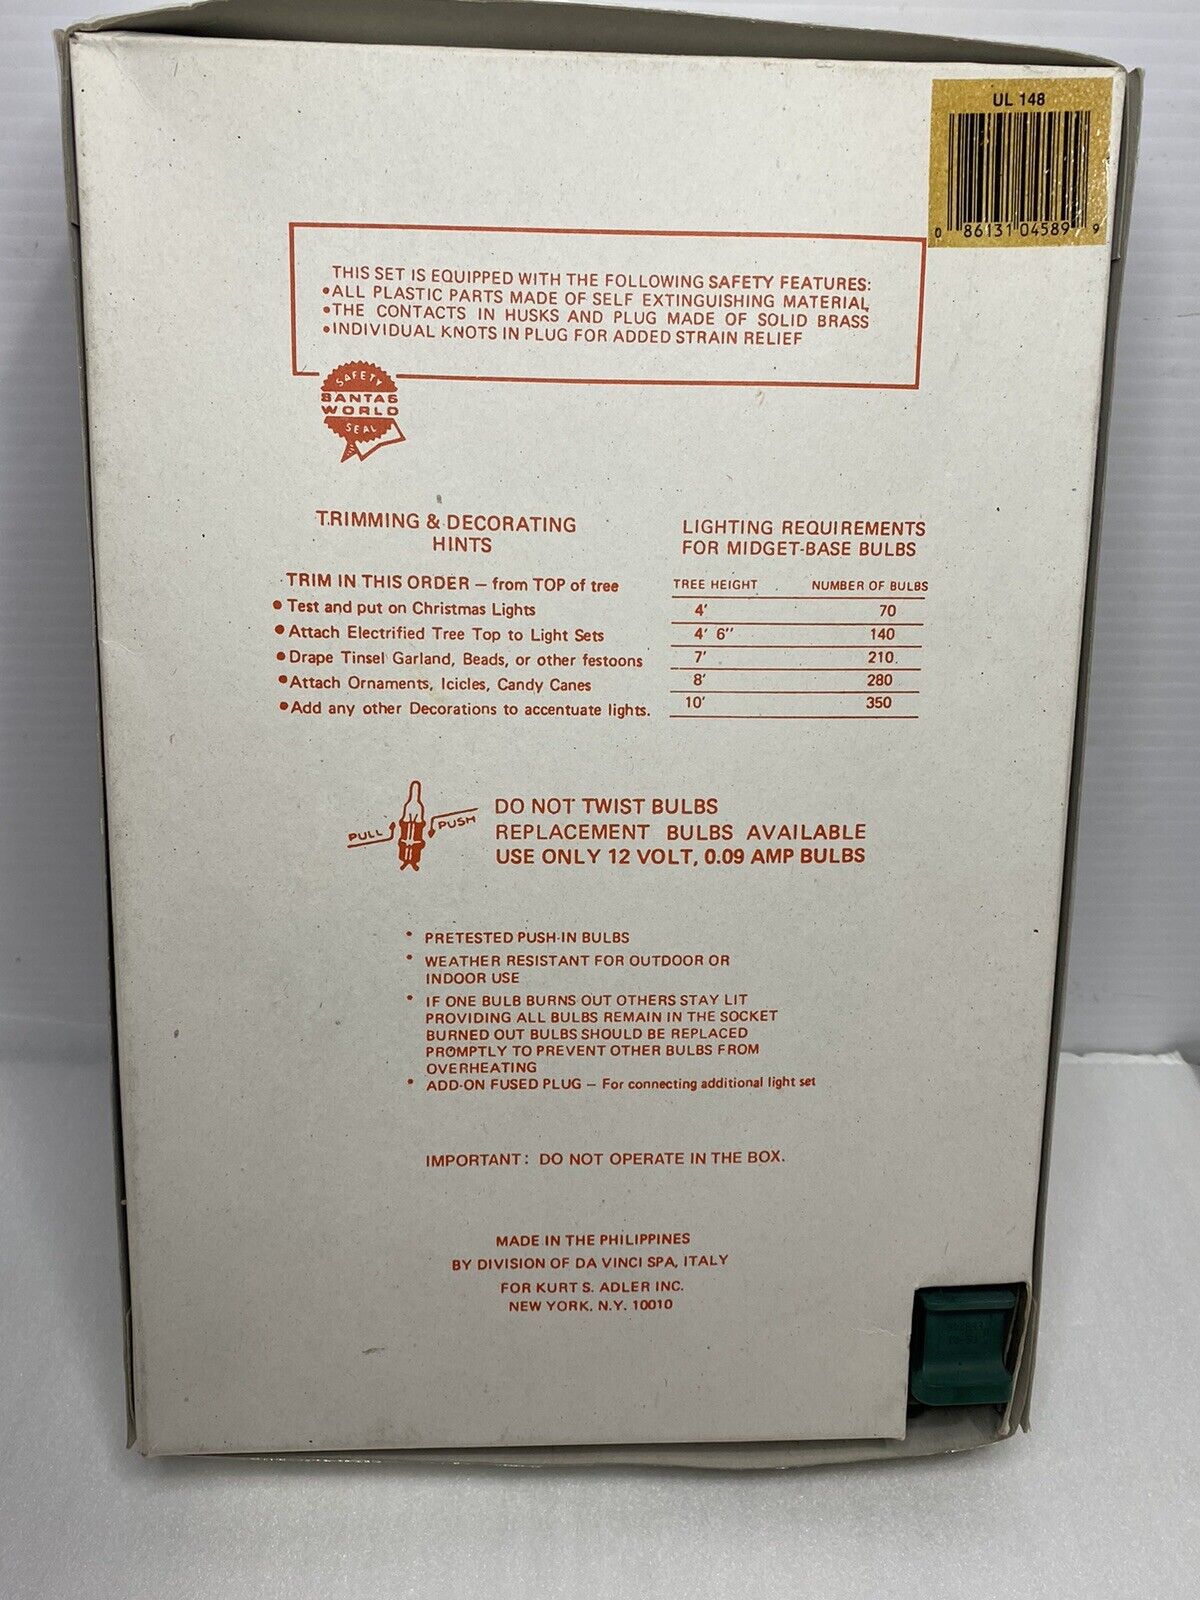 UL 148
0 86131 04589 9
THIS SET IS EQUIPPED WITH THE FOLLOWING SAFETY FEATURES:
•ALL PLASTIC PARTS MADE OF SELF EXTINGUISHING MATERIAL,
•THE CONTACTS IN HUSKS AND PLUG MADE OF SOLID BRASS
•INDIVIDUAL KNOTS IN PLUG FOR ADDED STRAIN RELIEF
SAFETY
SANTAS
WORLD
SEAL
TRIMMING & DECORATING
HINTS
TRIM IN THIS ORDER — from TOP of tree
• Test and put on Christmas Lights
• Attach Electrified Tree Top to Light Sets
• Drape Tinsel Garland, Beads, or other festoons
• Attach Ornaments, Icicles, Candy Canes
• Add any other Decorations to accentuate lights.
LIGHTING REQUIREMENTS
FOR MIDGET-BASE BULBS
TREE HEIGHT NUMBER OF BULBS
4' 70
4' 6'' 140
7' 210
8' 280
10' 350
PULL PUSH
DO NOT TWIST BULBS
REPLACEMENT BULBS AVAILABLE
USE ONLY 12 VOLT, 0.09 AMP BULBS
• PRETESTED PUSH-IN BULBS
• WEATHER RESISTANT FOR OUTDOOR OR
INDOOR USE
• IF ONE BULB BURNS OUT OTHERS STAY LIT
PROVIDING ALL BULBS REMAIN IN THE SOCKET
BURNED OUT BULBS SHOULD BE REPLACED
PROMPTLY TO PREVENT OTHER BULBS FROM
OVERHEATING
• ADD-ON FUSED PLUG — For connecting additional light set
IMPORTANT: DO NOT OPERATE IN THE BOX.
MADE IN THE PHILIPPINES
BY DIVISION OF DA VINCI SPA, ITALY
FOR KURT S. ADLER INC.
NEW YORK, N.Y. 10010